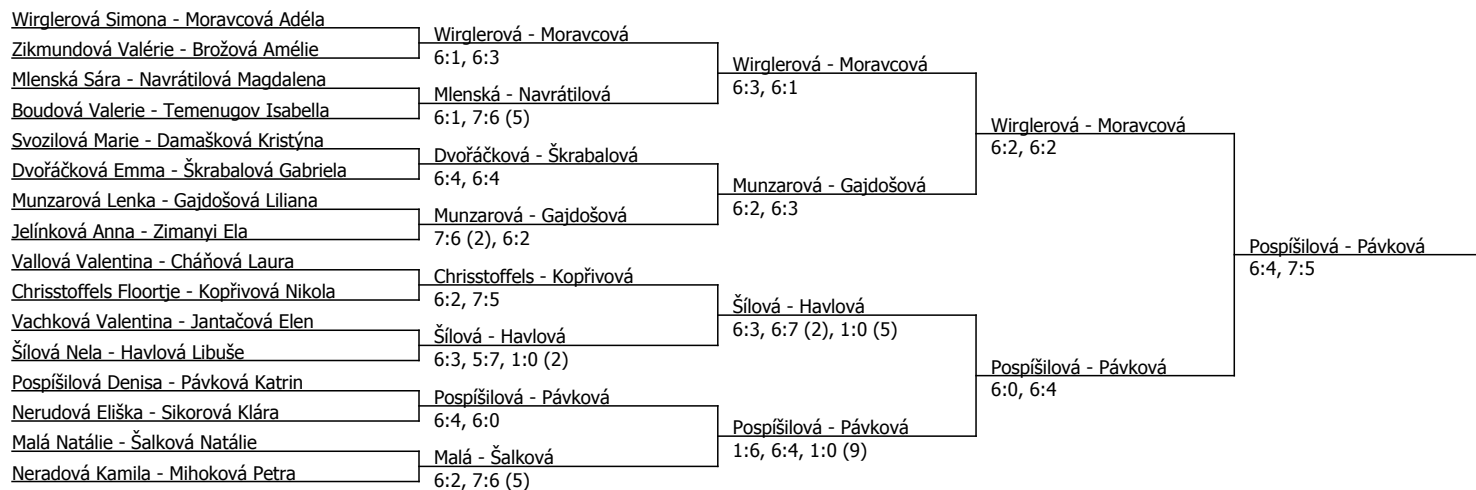 Wirglerová Simona - Moravcová Adéla
Zikmundová Valérie - Brožová Amélie
Mlenská Sára - Navrátilová Magdalena
Boudová Valerie - Temenugov Isabella
Svozilová Marie - Damašková Kristýna
Dvořáčková Emma - Škrabalová Gabriela
Munzarová Lenka - Gajdošová Liliana
Jelínková Anna - Zimanyi Ela
Vallová Valentina - Cháňová Laura
Chrisstoffels Floortje - Kopřivová Nikola
Vachková Valentina - Jantačová Elen
Šílová Nela - Havlová Libuše
Pospíšilová Denisa - Pávková Katrin
Nerudová Eliška - Sikorová Klára
Malá Natálie - Šalková Natálie
Neradová Kamila - Mihoková Petra
Wirglerová - Moravcová
6:1, 6:3
Mlenská - Navrátilová
6:1, 7:6 (5)
Dvořáčková - Škrabalová
6:4, 6:4
Munzarová - Gajdošová
7:6 (2), 6:2
Chrisstoffels - Kopřivová
6:2, 7:5
Šílová - Havlová
6:3, 5:7, 1:0 (2)
Pospíšilová - Pávková
6:4, 6:0
Malá - Šalková
6:2, 7:6 (5)
Wirglerová - Moravcová
6:3, 6:1
Munzarová - Gajdošová
6:2, 6:3
Šílová - Havlová
6:3, 6:7 (2), 1:0 (5)
Pospíšilová - Pávková
1:6, 6:4, 1:0 (9)
Wirglerová - Moravcová
6:2, 6:2
Pospíšilová - Pávková
6:0, 6:4
Pospíšilová - Pávková
6:4, 7:5